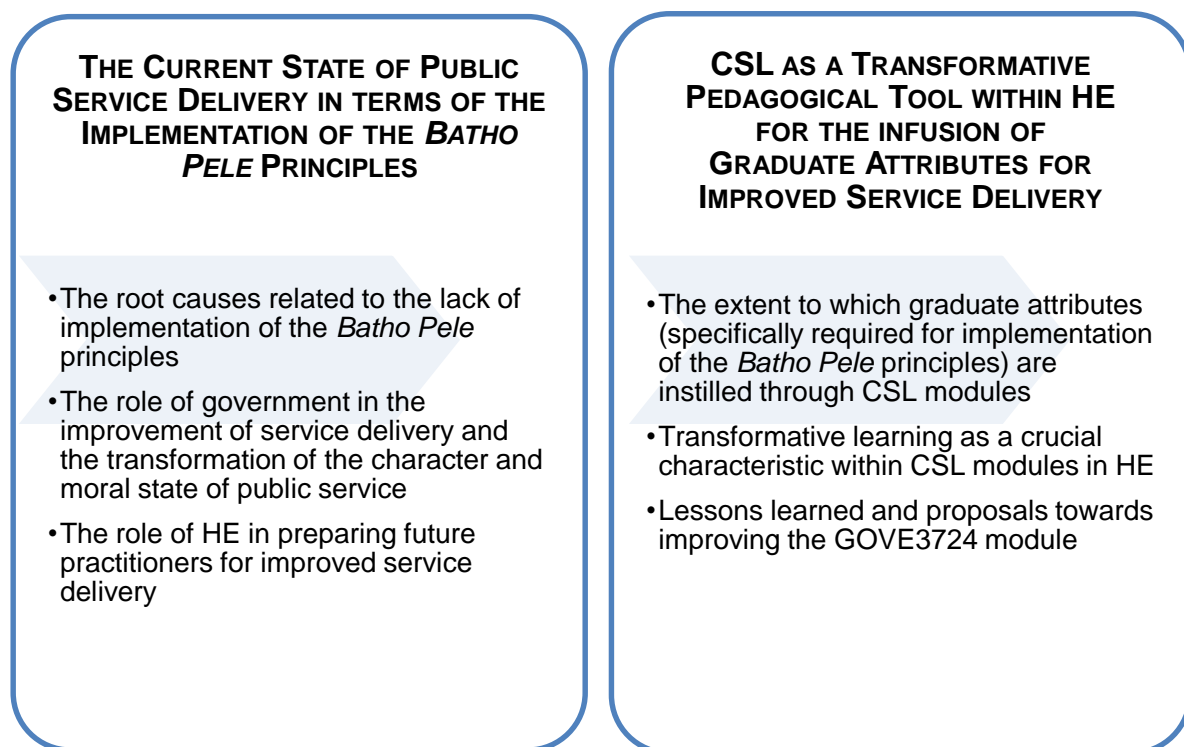 THE CURRENT STATE OF PUBLIC
SERVICE DELIVERY IN TERMS OF THE
IMPLEMENTATION OF THE BATHO
PELE PRINCIPLES
•The root causes related to the lack of
implementation of the Batho Pele
principles
•The role of government in the
improvement of service delivery and
the transformation of the character and
moral state of public service
•The role of HE in preparing future
practitioners for improved service
delivery
CSL AS A TRANSFORMATIVE
PEDAGOGICAL TOOL WITHIN HE
FOR THE INFUSION OF
GRADUATE ATTRIBUTES FOR
IMPROVED SERVICE DELIVERY
•The extent to which graduate attributes
(specifically required for implementation
of the Batho Pele principles) are
instilled through CSL modules
•Transformative learning as a crucial
characteristic within CSL modules in HE
•Lessons learned and proposals towards
improving the GOVE3724 module